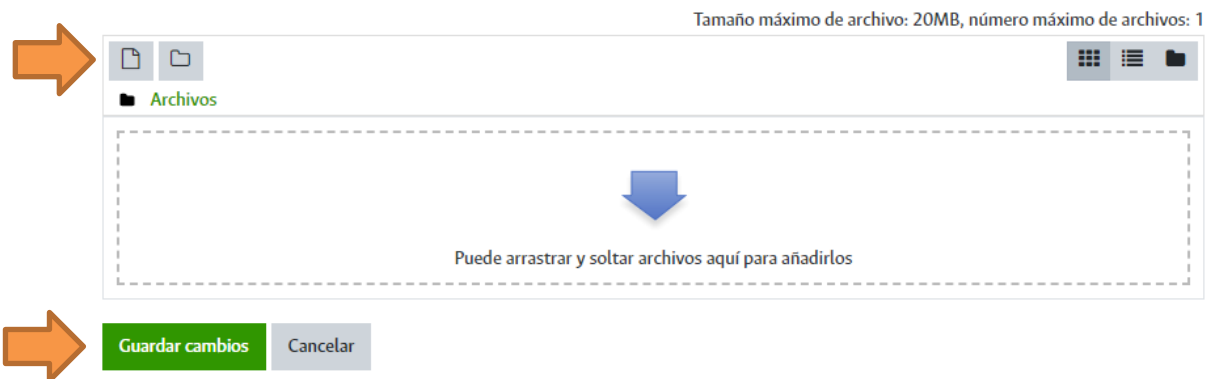 Tamaño máximo de archivo: 20MB, número máximo de archivos: 1
Archivos
Puede arrastrar y soltar archivos aquí para añadirlos
Guardar cambios Cancelar